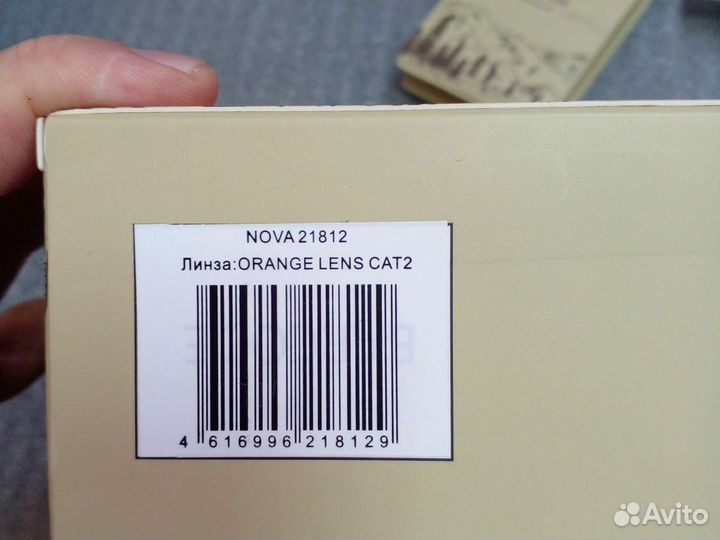 NOVA 21812
Линза:ORANGE LENS CAT2
4 616996 218129
Avito